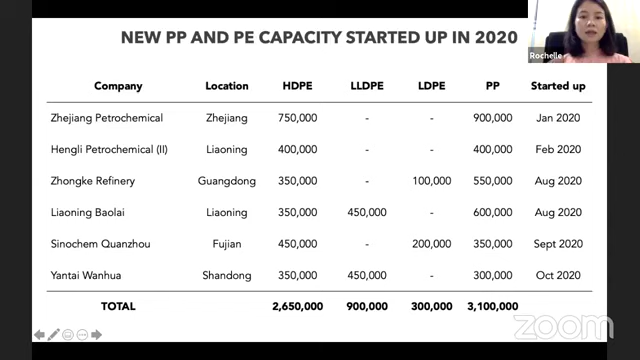 NEW PP AND PE CAPACITY STARTED UP IN 2020
Rochelle
Company Location HDPE LLDPE LDPE PP Started up
Zhejiang Petrochemical Zhejiang 750,000 - - 900,000 Jan 2020
Hengli Petrochemical (II) Liaoning 400,000 - - 400,000 Feb 2020
Zhongke Refinery Guangdong 350,000 - 100,000 550,000 Aug 2020
Liaoning Baolai Liaoning 350,000 450,000 - 600,000 Aug 2020
Sinochem Quanzhou Fujian 450,000 - 200,000 350,000 Sept 2020
Yantai Wanhua Shandong 350,000 450,000 - 300,000 Oct 2020
TOTAL 2,650,000 900,000 300,000 3,100,000
zoom